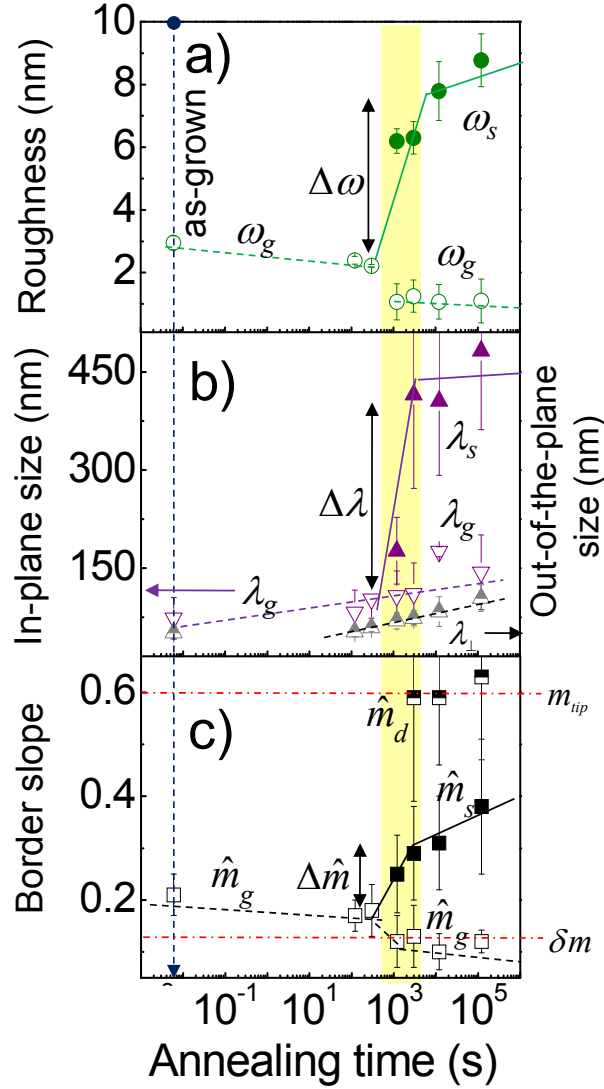 10
8
6
4
2
Roughness (nm)
a)
as-grown
ω_g
Δω
ω_s
ω_g
450
300
150
In-plane size (nm)
Out-of-the-plane size (nm)
b)
Δλ
λ_s
λ_g
λ_g
λ_⊥
0.6
0.4
0.2
Border slope
c)
m̂_d
m_tip
m̂_s
Δm̂
m̂_g
m̂_g
δm
10^-1 10^1 10^3 10^5
Annealing time (s)